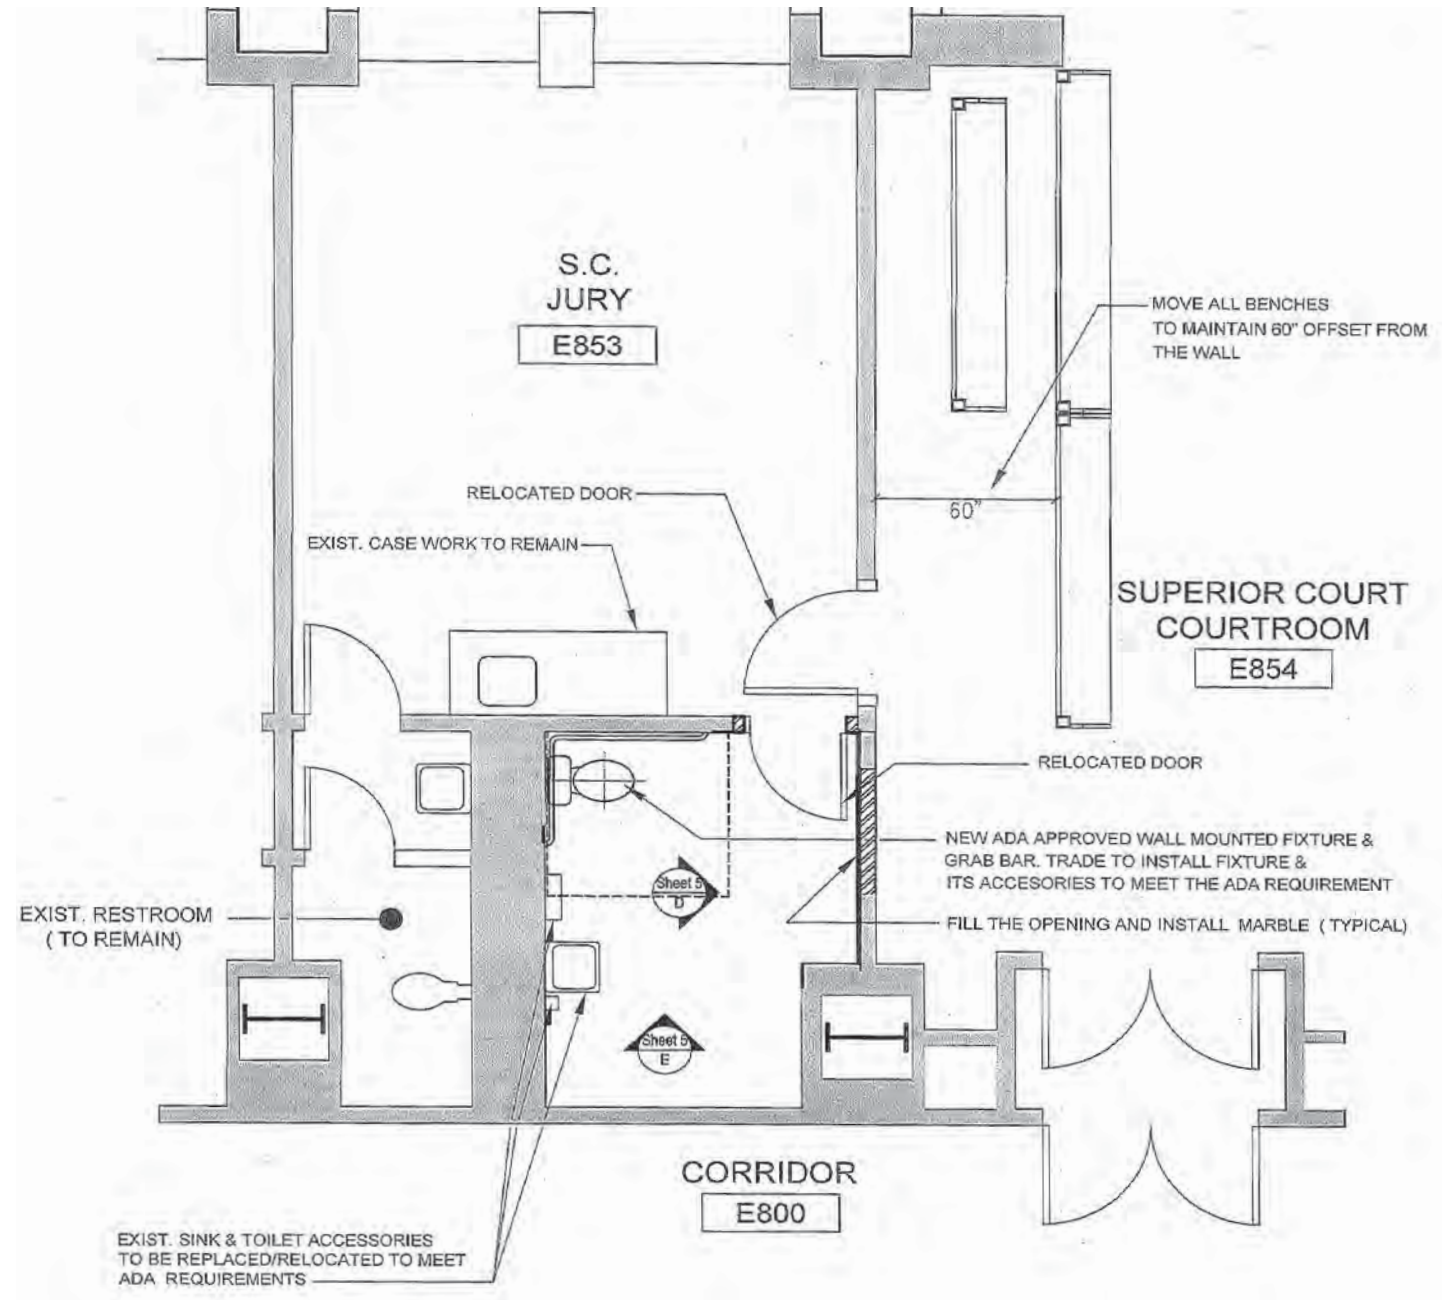 S.C.
JURY
E853
MOVE ALL BENCHES
TO MAINTAIN 60" OFFSET FROM
THE WALL
RELOCATED DOOR
60"
EXIST. CASE WORK TO REMAIN
SUPERIOR COURT
COURTROOM
E854
RELOCATED DOOR
NEW ADA APPROVED WALL MOUNTED FIXTURE &
GRAB BAR. TRADE TO INSTALL FIXTURE &
ITS ACCESORIES TO MEET THE ADA REQUIREMENT
Sheet 5
D
EXIST. RESTROOM
( TO REMAIN)
FILL THE OPENING AND INSTALL MARBLE ( TYPICAL)
Sheet 5
E
CORRIDOR
E800
EXIST. SINK & TOILET ACCESSORIES
TO BE REPLACED/RELOCATED TO MEET
ADA REQUIREMENTS